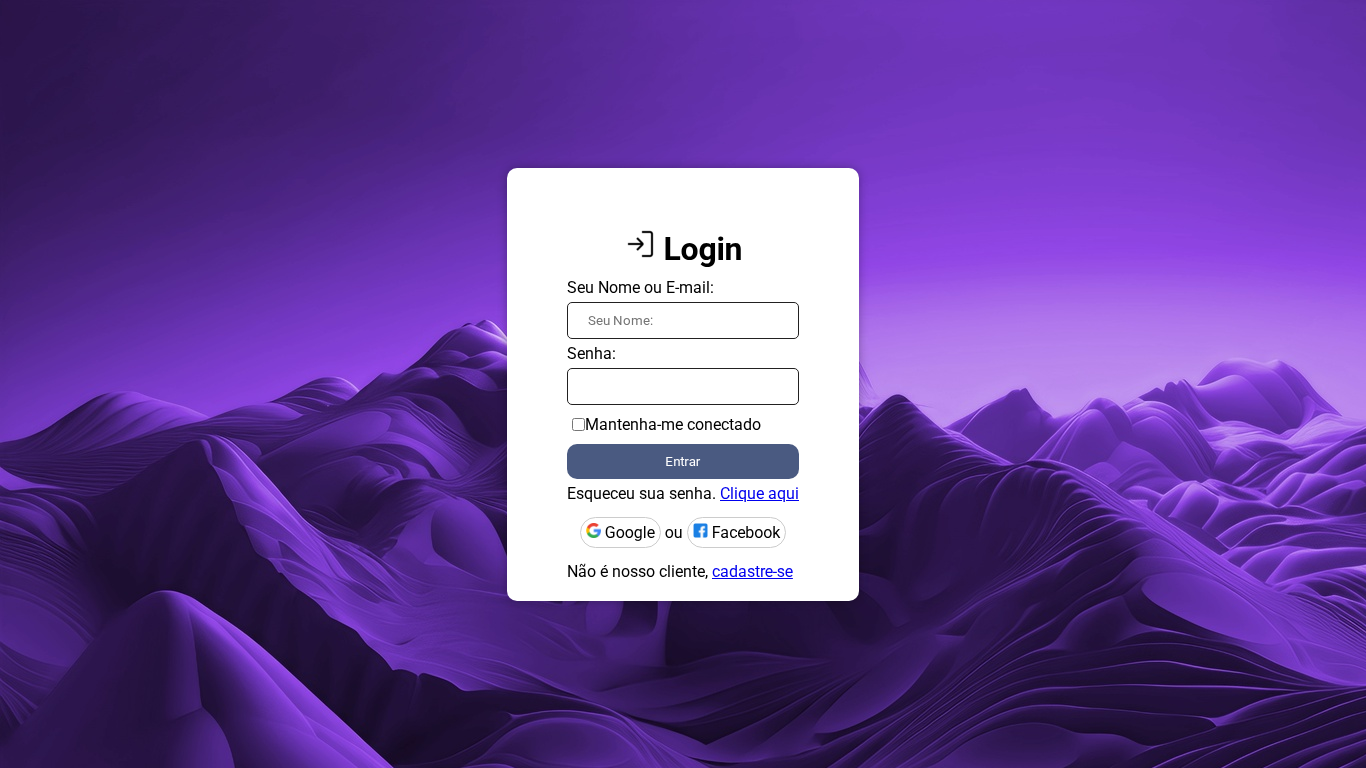 Login
Seu Nome ou E-mail:
Seu Nome:
Senha:
Mantenha-me conectado
Entrar
Esqueceu sua senha. Clique aqui
Google ou Facebook
Não é nosso cliente, cadastre-se